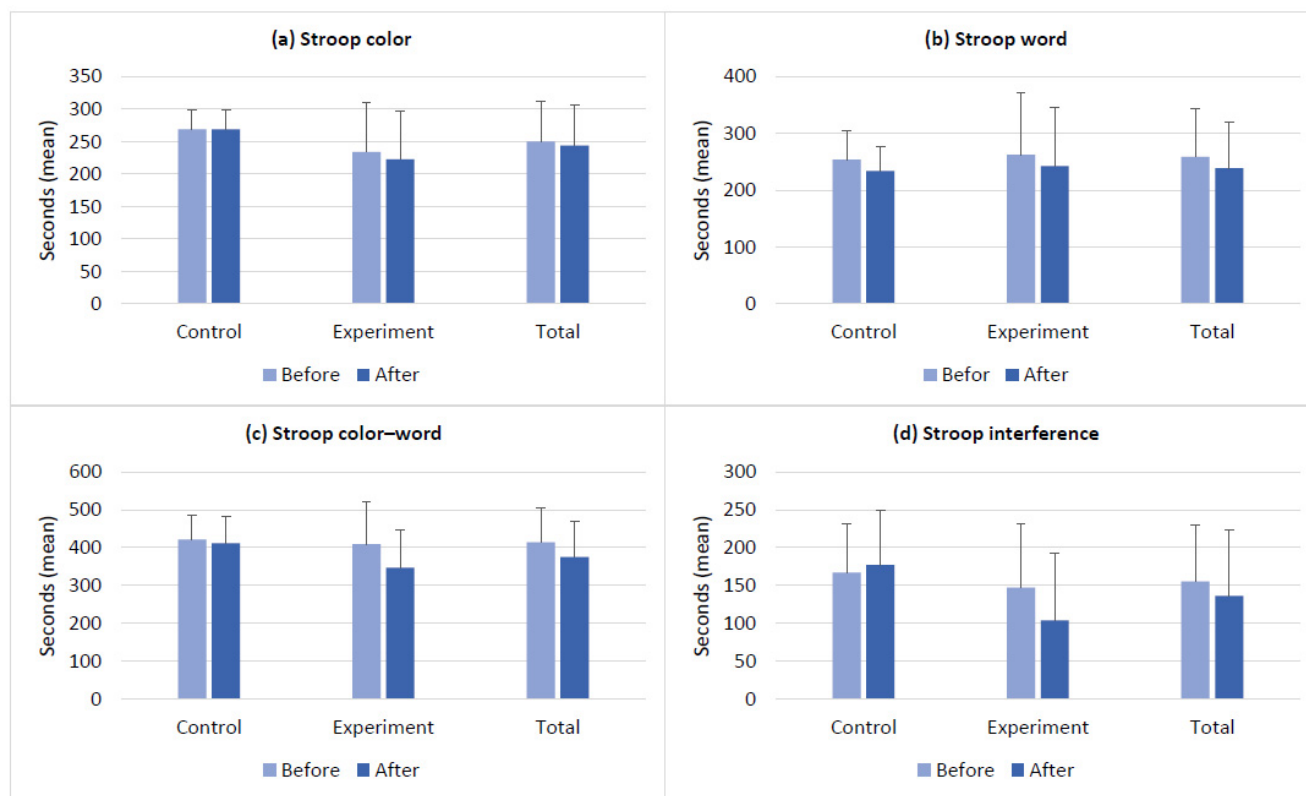 (a) Stroop color
350
300
250
200
150
100
50
0
Seconds (mean)
Control Experiment Total
Before After
(b) Stroop word
400
300
200
100
0
Seconds (mean)
Control Experiment Total
Befor After
(c) Stroop color–word
600
500
400
300
200
100
0
Seconds (mean)
Control Experiment Total
Before After
(d) Stroop interference
300
250
200
150
100
50
0
Seconds (mean)
Control Experiment Total
Before After